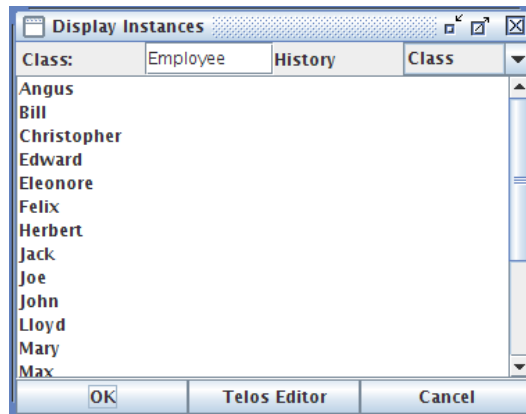 Display Instances
Class: Employee History Class
Angus
Bill
Christopher
Edward
Eleonore
Felix
Herbert
Jack
Joe
John
Lloyd
Mary
Max
OK Telos Editor Cancel